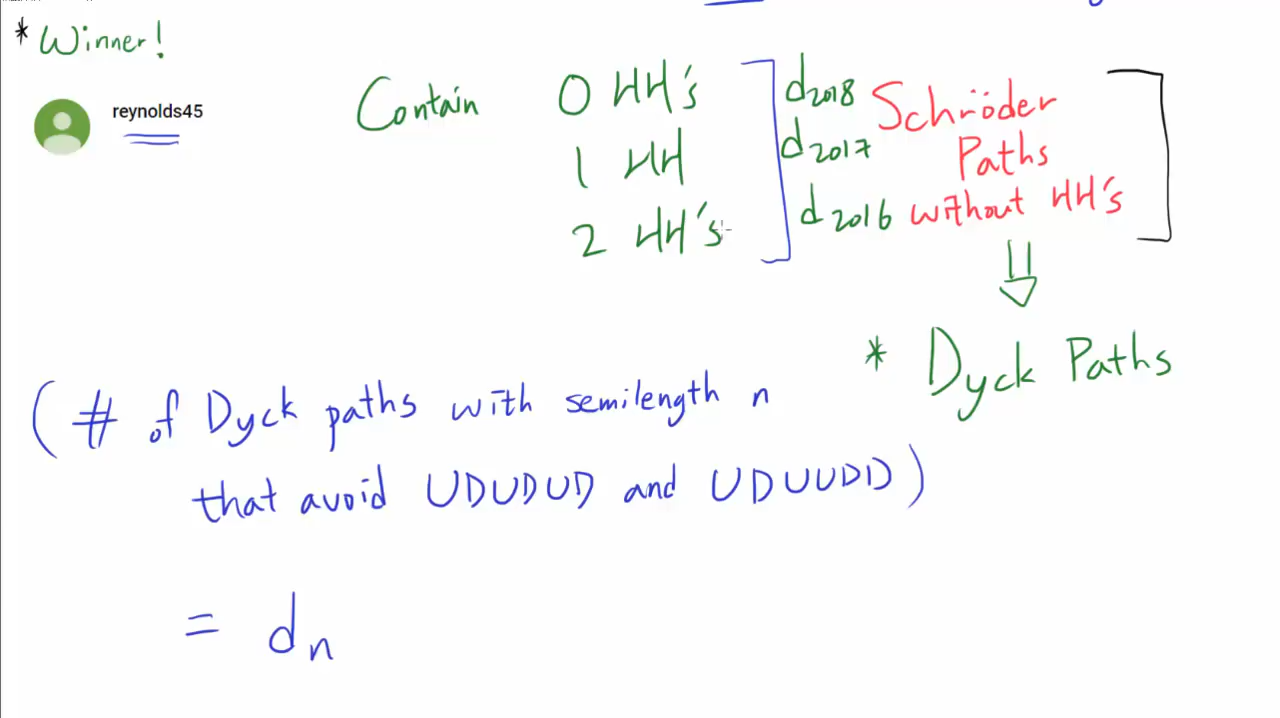 * Winner!
reynolds45
Contain 0 HH's
1 HH
2 HH's
d2018
d2017
d2016
Schröder
Paths
without HH's
* Dyck Paths
(# of Dyck paths with semilength n
that avoid UDUDUD and UDUUDD)
= dn